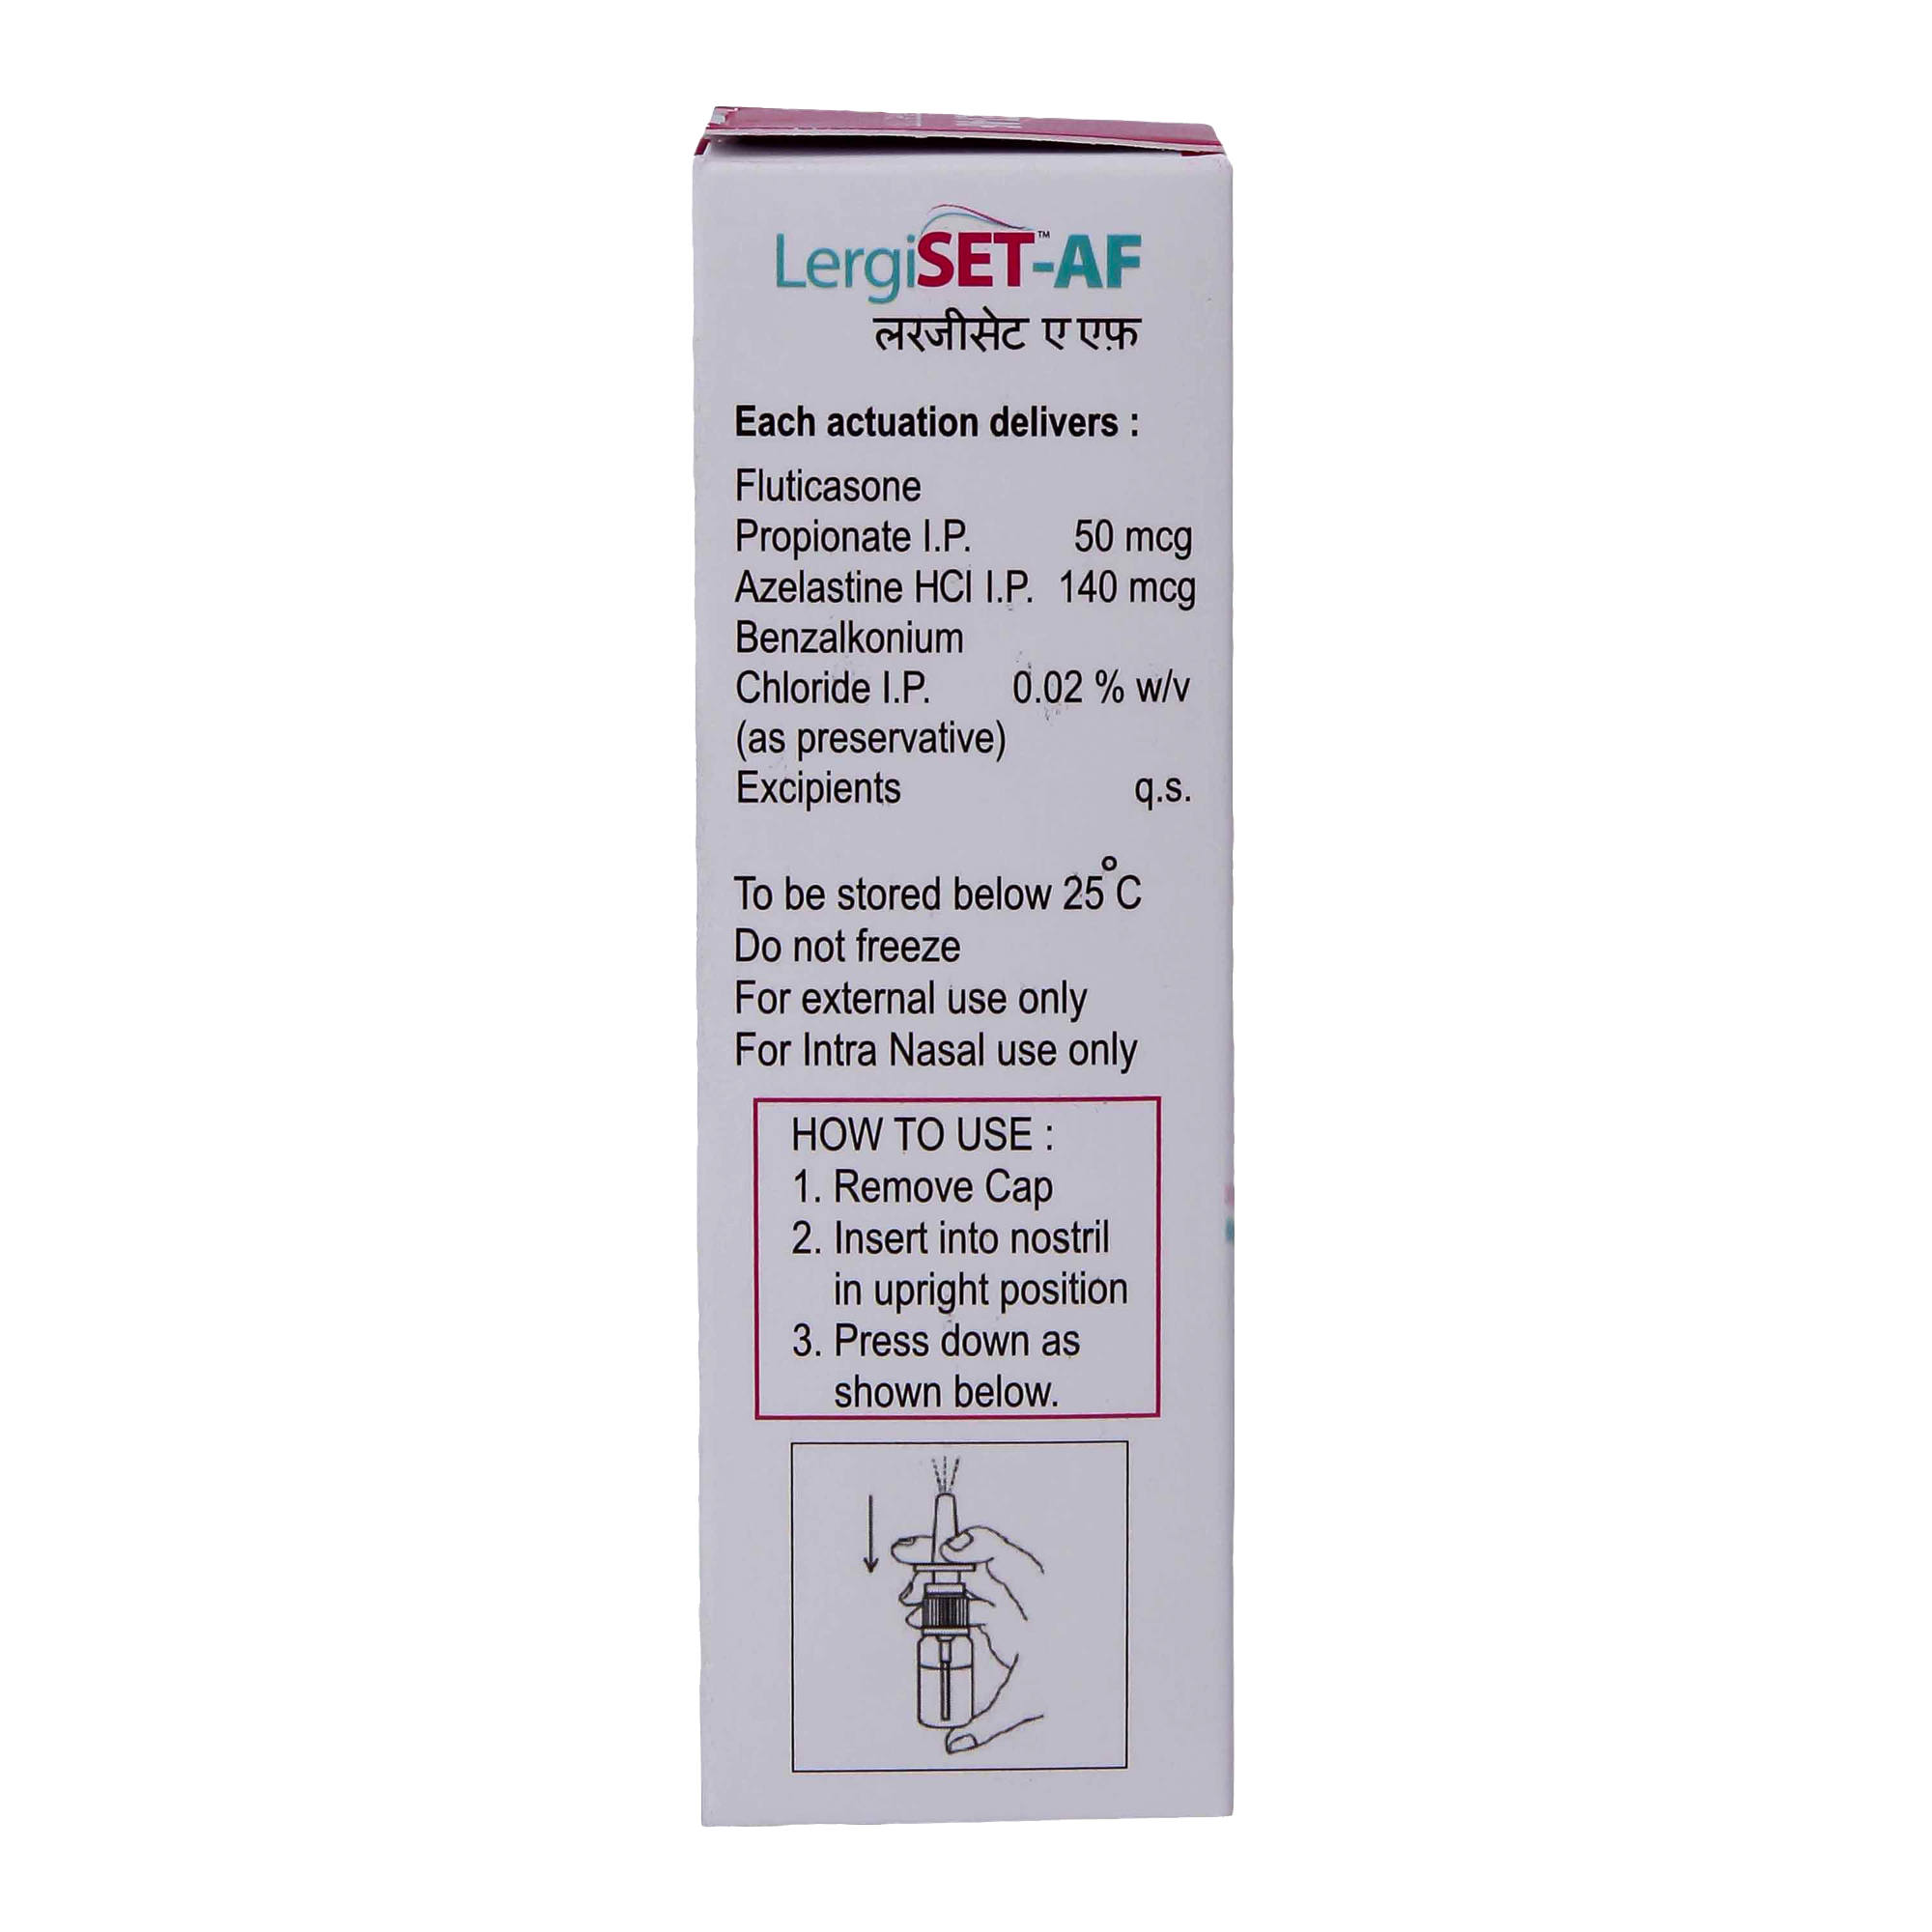 LergiSET™-AF
लरजीसेट ए एफ़
Each actuation delivers :
Fluticasone
Propionate I.P. 50 mcg
Azelastine HCl I.P. 140 mcg
Benzalkonium
Chloride I.P. 0.02 % w/v
(as preservative)
Excipients q.s.
To be stored below 25°C
Do not freeze
For external use only
For Intra Nasal use only
HOW TO USE :
1. Remove Cap
2. Insert into nostril
in upright position
3. Press down as
shown below.